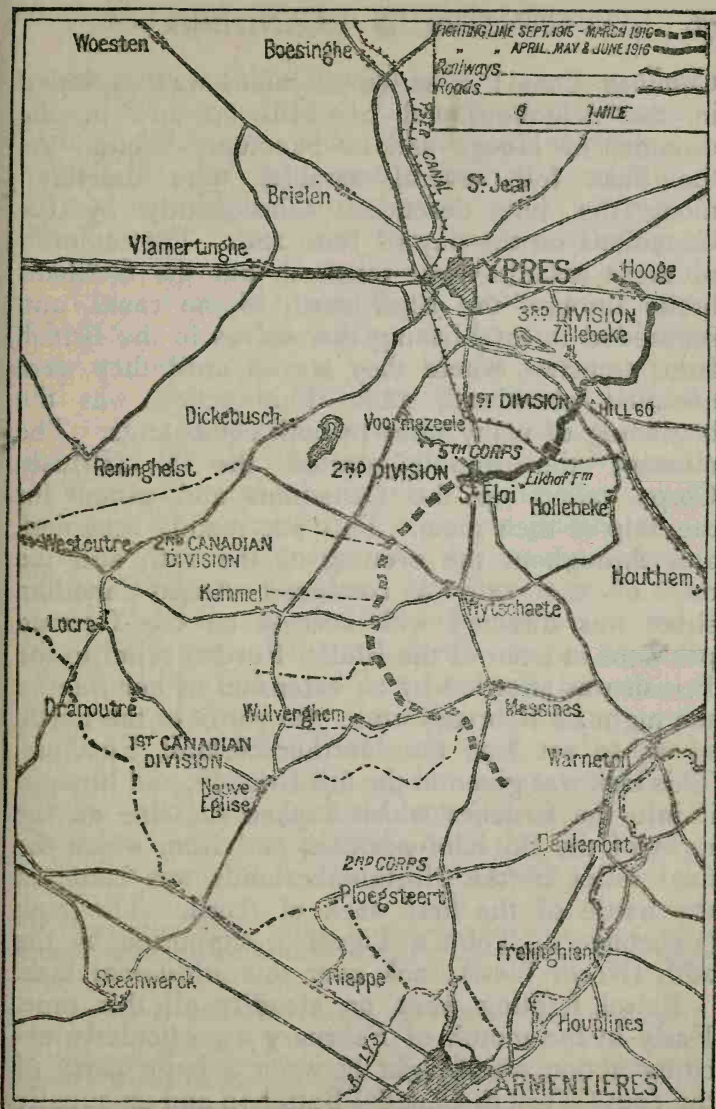 FIGHTING LINE SEPT. 1915 - MARCH 1916
" " APRIL, MAY & JUNE 1916
Railways
Roads
0 1 MILE
Woesten
Boesinghe
YSER CANAL
St Jean
Brielen
Vlamertinghe
YPRES
Hooge
3RD DIVISION
Zillebeke
1ST DIVISION
HILL 60
Dickebusch
Voormezeele
5TH CORPS
2ND DIVISION
Reninghelst
Eikhof Fm
St Eloi
Hollebeke
Westoutre
2ND CANADIAN
DIVISION
Houthem
Kemmel
Wytschaete
Locre
Dranoutre
Wulverghem
Messines
1ST CANADIAN
DIVISION
Warneton
Neuve
Eglise
Deulemont
2ND CORPS
Ploegsteert
Frelinghien
Steenwerck
Nieppe
Houplines
R. LYS
ARMENTIERES